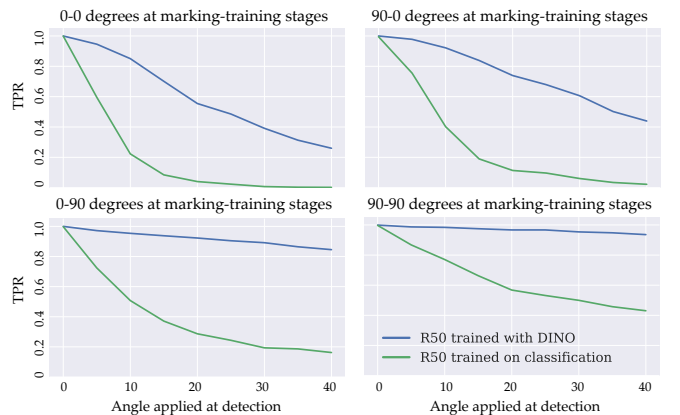 0-0 degrees at marking-training stages
90-0 degrees at marking-training stages
TPR
1.0
0.8
0.6
0.4
0.2
0
0-90 degrees at marking-training stages
90-90 degrees at marking-training stages
TPR
1.0
0.8
0.6
0.4
0.2
0
R50 trained with DINO
R50 trained on classification
0 10 20 30 40
0 10 20 30 40
Angle applied at detection
Angle applied at detection